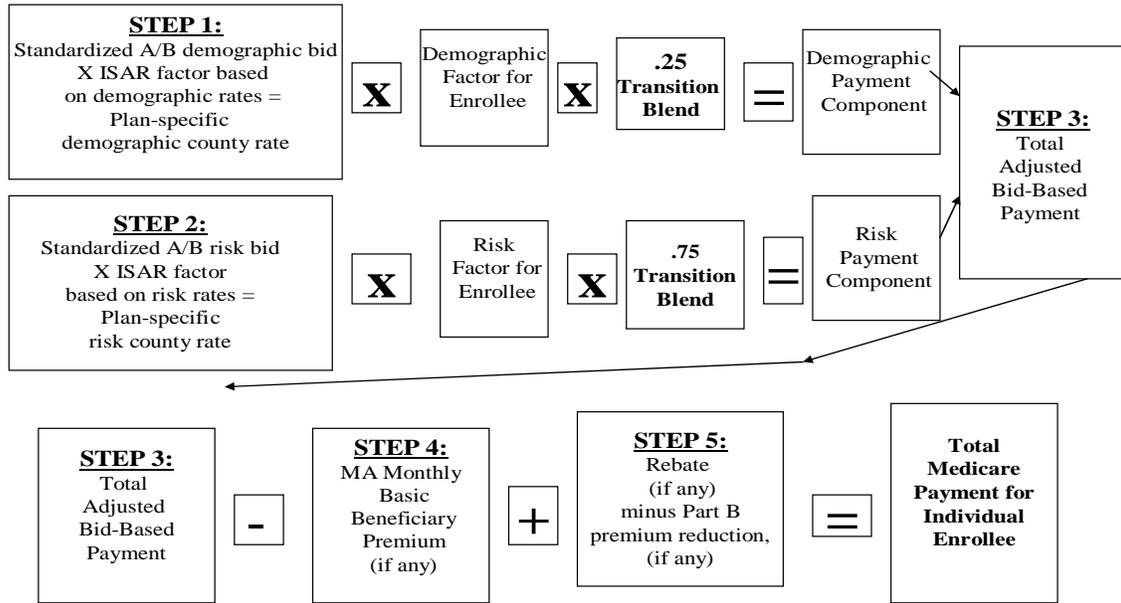 STEP 1:
Standardized A/B demographic bid
X ISAR factor based
on demographic rates =
Plan-specific
demographic county rate
x
Demographic
Factor for
Enrollee
x
.25
Transition
Blend
=
Demographic
Payment
Component
STEP 3:
Total
Adjusted
Bid-Based
Payment
STEP 2:
Standardized A/B risk bid
X ISAR factor
based on risk rates =
Plan-specific
risk county rate
x
Risk
Factor for
Enrollee
x
.75
Transition
Blend
=
Risk
Payment
Component
STEP 3:
Total
Adjusted
Bid-Based
Payment
-
STEP 4:
MA Monthly
Basic
Beneficiary
Premium
(if any)
+
STEP 5:
Rebate
(if any)
minus Part B
premium reduction,
(if any)
=
Total
Medicare
Payment for
Individual
Enrollee